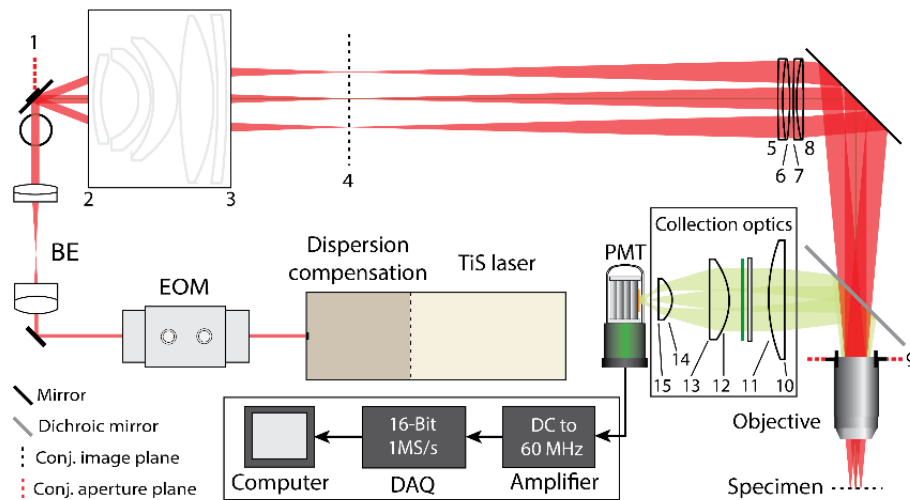 1
2
3
4
5
6
7
8
BE
EOM
Dispersion
compensation
TiS laser
PMT
Collection optics
15
14
13
12
11
10
9
Objective
Specimen
Mirror
Dichroic mirror
Conj. image plane
Conj. aperture plane
Computer
16-Bit
1MS/s
DAQ
DC to
60 MHz
Amplifier